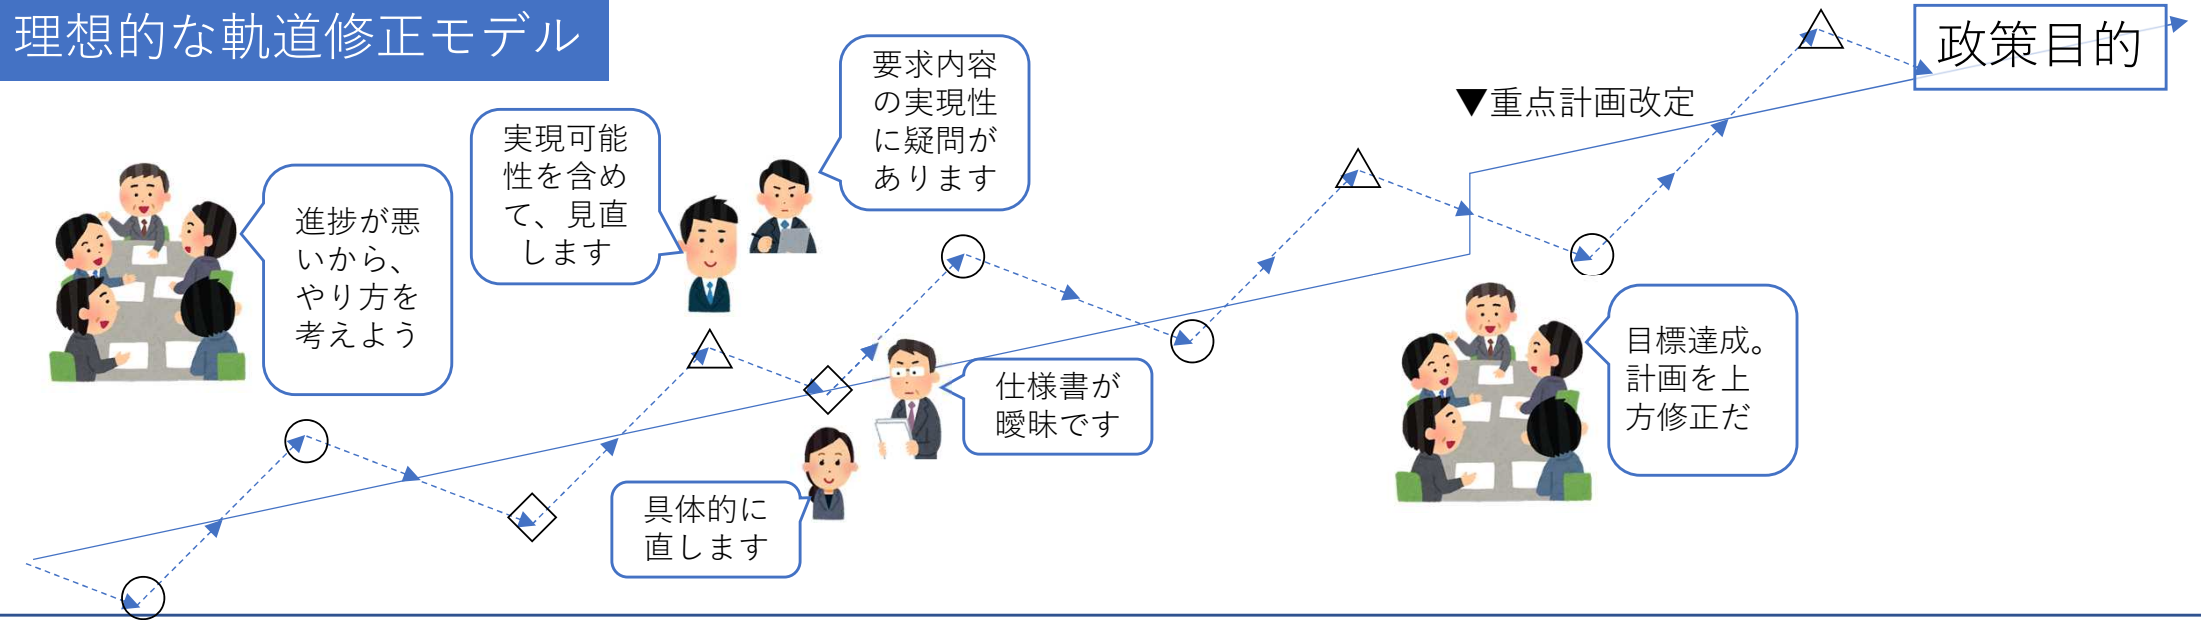 理想的な軌道修正モデル
政策目的
要求内容
の実現性
に疑問が
あります
▼重点計画改定
実現可能
性を含め
て、見直
します
進捗が悪
いから、
やり方を
考えよう
目標達成。
計画を上
方修正だ
仕様書が
曖昧です
具体的に
直します